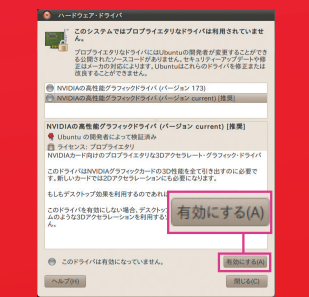 ハードウェア・ドライバ
このシステムではプロプライエタリなドライバは利用されていません。
プロプライエタリなドライバにはUbuntuの開発者が変更することができる公開されたソースコードがありません。セキュリティーアップデートや修正はメーカの対応によります。Ubuntuはこれらのドライバを修正または改良することができません。
NVIDIAの高性能グラフィックドライバ (バージョン 173)
NVIDIAの高性能グラフィックドライバ (バージョン current) [推奨]
NVIDIAの高性能グラフィックドライバ (バージョン current) [推奨]
Ubuntu の開発者によって検証済み
ライセンス: プロプライエタリ
NVIDIAカード向けのプロプライエタリな3Dアクセラレート・グラフィック・ドライバ
このドライバはNVIDIAグラフィックカードの3D性能を全て引き出すのに必要です。新しいカードでは2Dアクセラレーションにも必要になります。
もしもデスクトップ効果を利用するのであれば
このドライバを有効にしない場合、デスクトッ
ムのような3Dアクセラレーションを利用するソ
ん。
有効にする(A)
このドライバは有効になっていません。
有効にする(A)
ヘルプ(H)
閉じる(C)